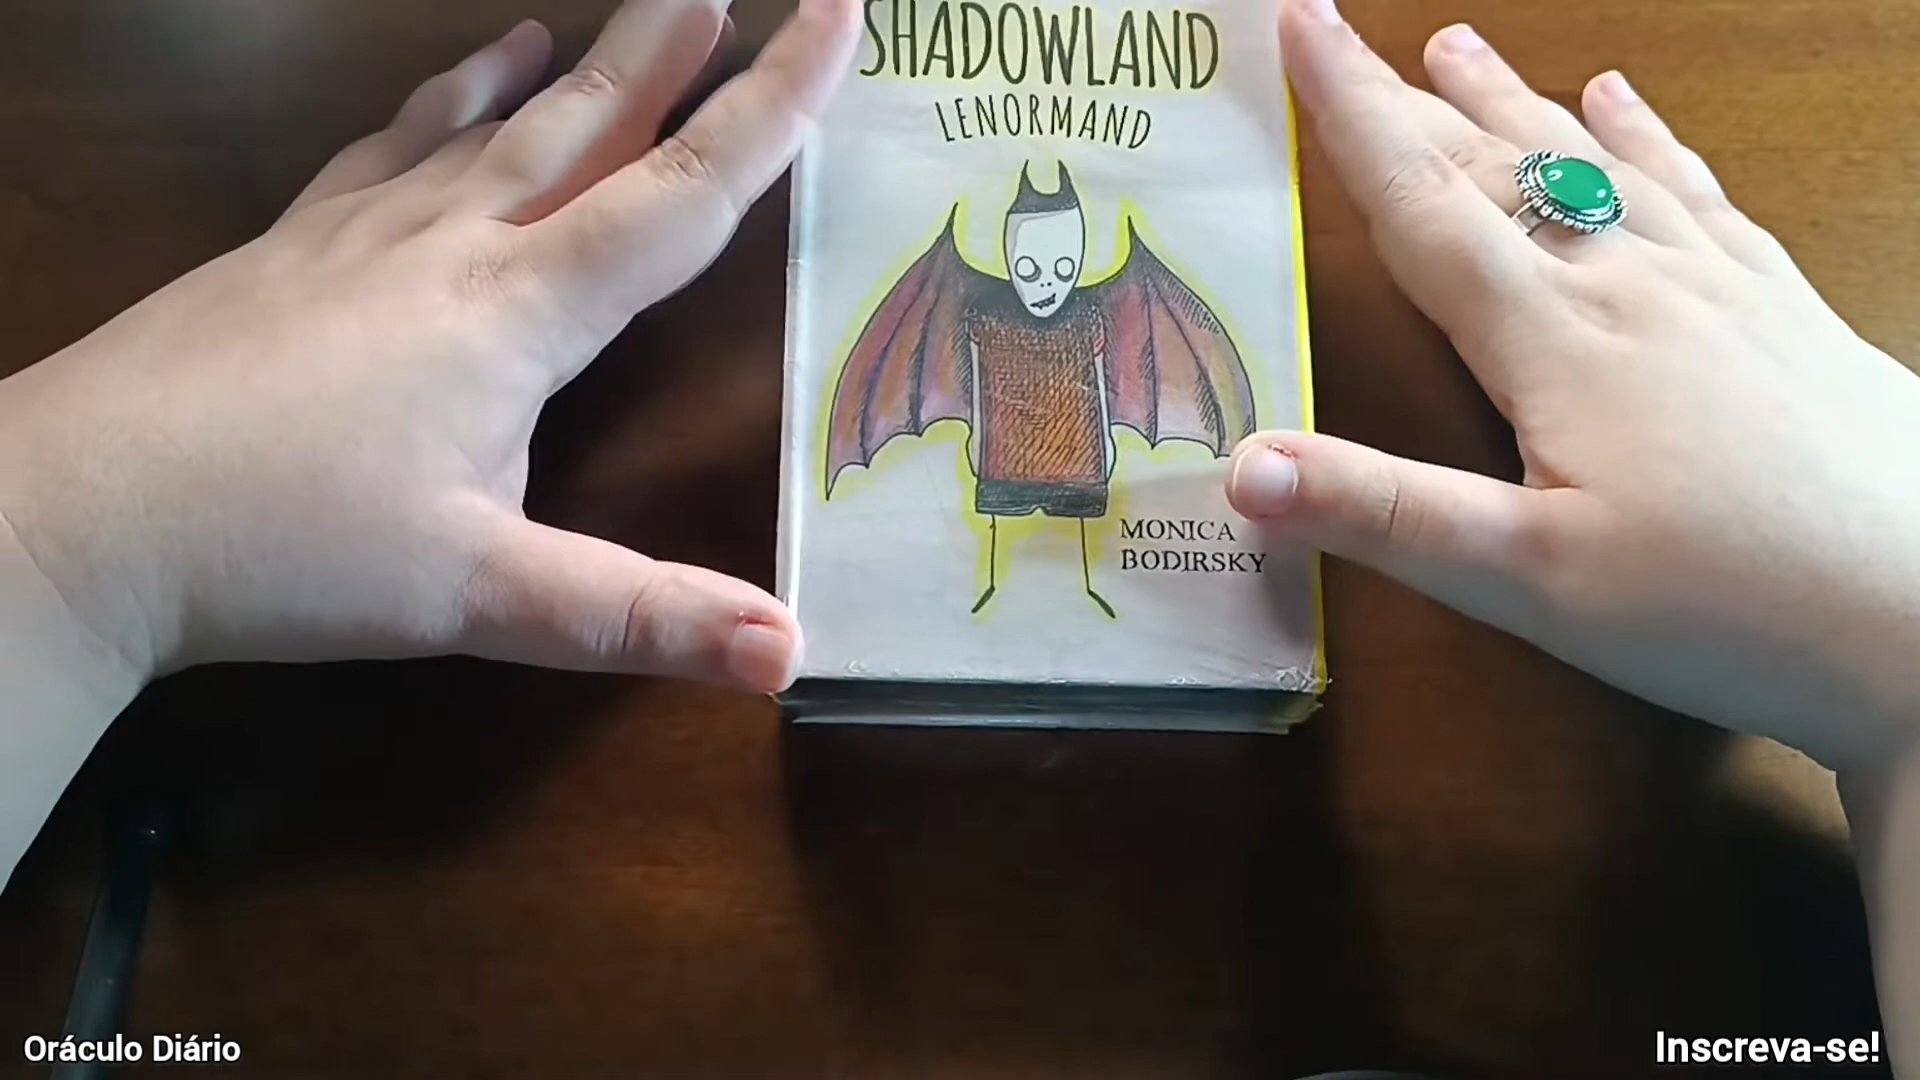 SHADOWLAND
LENORMAND
MONICA
BODIRSKY
Oráculo Diário
Inscreva-se!